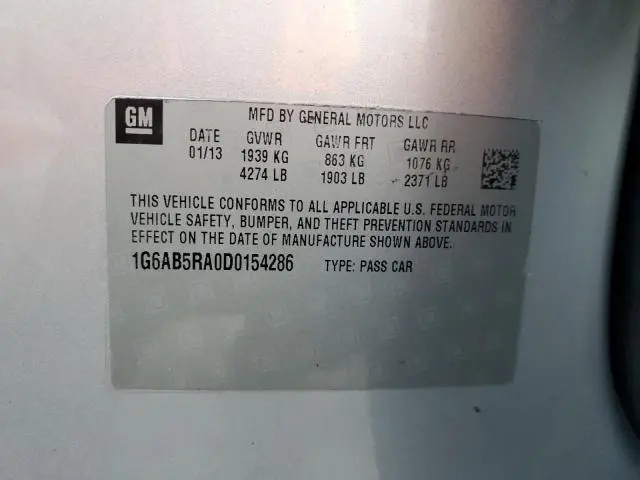 GM
MFD BY GENERAL MOTORS LLC
DATE GVWR GAWR FRT GAWR RR
01/13 1939 KG 863 KG 1076 KG
4274 LB 1903 LB 2371 LB
THIS VEHICLE CONFORMS TO ALL APPLICABLE U.S. FEDERAL MOTOR
VEHICLE SAFETY, BUMPER, AND THEFT PREVENTION STANDARDS IN
EFFECT ON THE DATE OF MANUFACTURE SHOWN ABOVE.
1G6AB5RA0D0154286 TYPE: PASS CAR